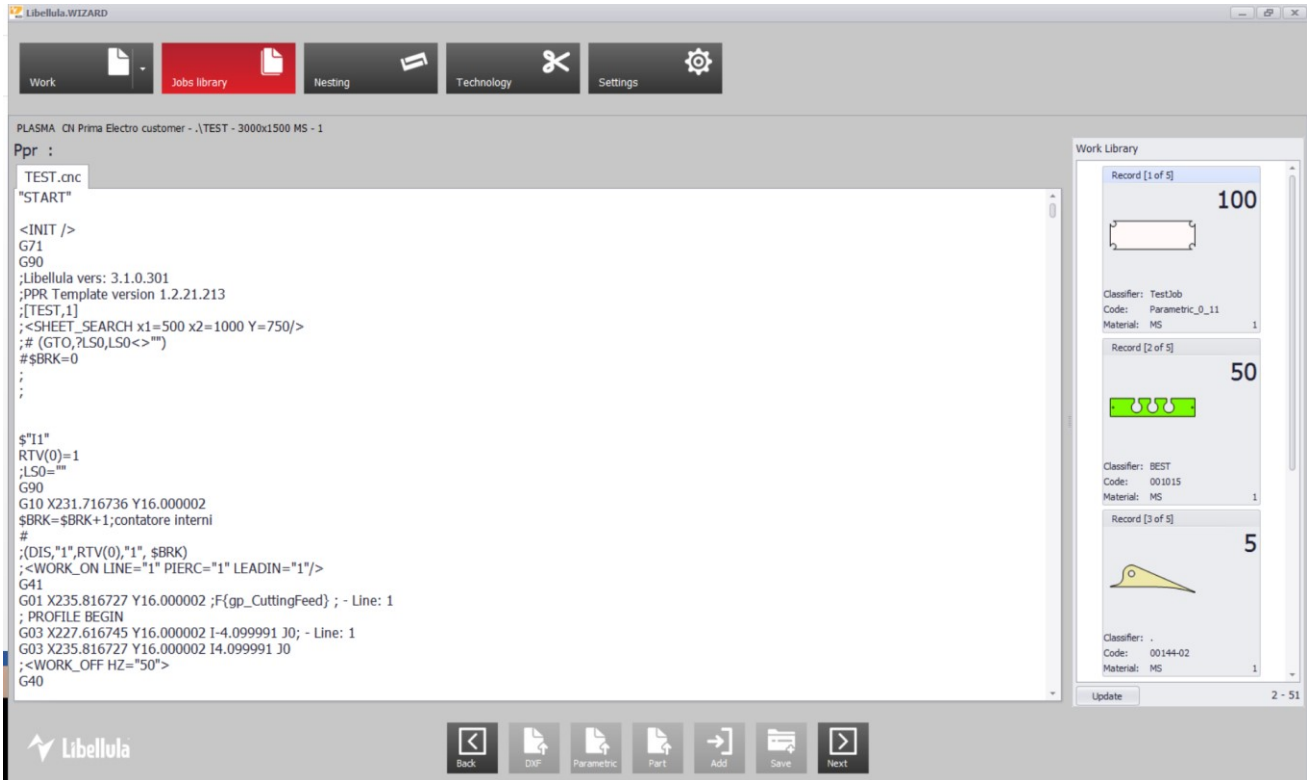 Libellula.WIZARD
Work
Jobs library
Nesting
Technology
Settings
PLASMA CN Prima Electro customer - .\TEST - 3000x1500 MS - 1
Ppr :
TEST.cnc
"START"
<INIT />
G71
G90
;Libellula vers: 3.1.0.301
;PPR Template version 1.2.21.213
;[TEST,1]
;<SHEET_SEARCH x1=500 x2=1000 Y=750/>
;# (GTO,?LS0,LS0<>"")
#$BRK=0
;
;
$"I1"
RTV(0)=1
;LS0=""
G90
G10 X231.716736 Y16.000002
$BRK=$BRK+1;contatore interni
#
;(DIS,"1",RTV(0),"1", $BRK)
;<WORK_ON LINE="1" PIERC="1" LEADIN="1"/>
G41
G01 X235.816727 Y16.000002 ;F{gp_CuttingFeed} ; - Line: 1
; PROFILE BEGIN
G03 X227.616745 Y16.000002 I-4.099991 J0; - Line: 1
G03 X235.816727 Y16.000002 I4.099991 J0
;<WORK_OFF HZ="50">
G40
Work Library
Record [1 of 5]
100
Classifier: TestJob
Code: Parametric_0_11
Material: MS 1
Record [2 of 5]
50
Classifier: BEST
Code: 001015
Material: MS 1
Record [3 of 5]
5
Classifier: .
Code: 00144-02
Material: MS 1
Update
2 - 51
Libellula
Back
DXF
Parametric
Part
Add
Save
Next